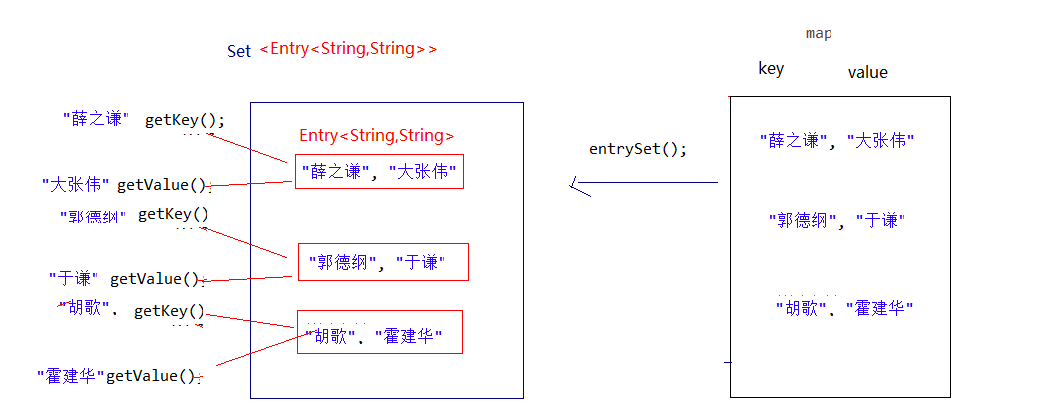 map
Set <Entry<String,String>>
key value
"薛之谦" getKey();
Entry<String,String>
"薛之谦", "大张伟"
"大张伟" getValue();
"郭德纲" getKey()
"郭德纲", "于谦"
"于谦" getValue();
"胡歌". getKey()
"胡歌". "霍建华"
"霍建华"getValue();
entrySet();
"薛之谦", "大张伟"
"郭德纲", "于谦"
"胡歌". "霍建华"